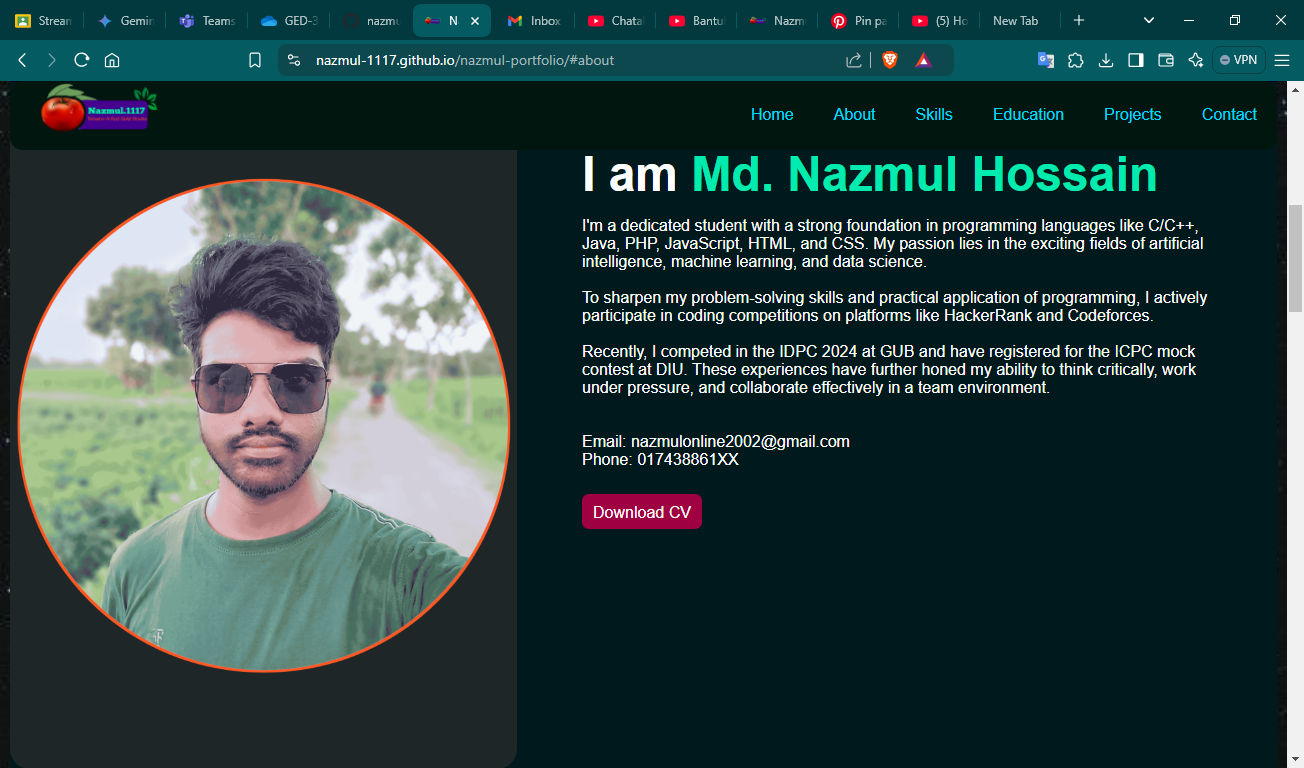 Strean
Gemin
Teams
GED-3
nazmu
N
Inbox
Chata
Bantu
Nazm
Pin pa
(5) Ho
New Tab
nazmul-1117.github.io/nazmul-portfolio/#about
VPN
Nazmul.1117
Home
About
Skills
Education
Projects
Contact
I am Md. Nazmul Hossain
I'm a dedicated student with a strong foundation in programming languages like C/C++,
Java, PHP, JavaScript, HTML, and CSS. My passion lies in the exciting fields of artificial
intelligence, machine learning, and data science.
To sharpen my problem-solving skills and practical application of programming, I actively
participate in coding competitions on platforms like HackerRank and Codeforces.
Recently, I competed in the IDPC 2024 at GUB and have registered for the ICPC mock
contest at DIU. These experiences have further honed my ability to think critically, work
under pressure, and collaborate effectively in a team environment.
Email: nazmulonline2002@gmail.com
Phone: 017438861XX
Download CV